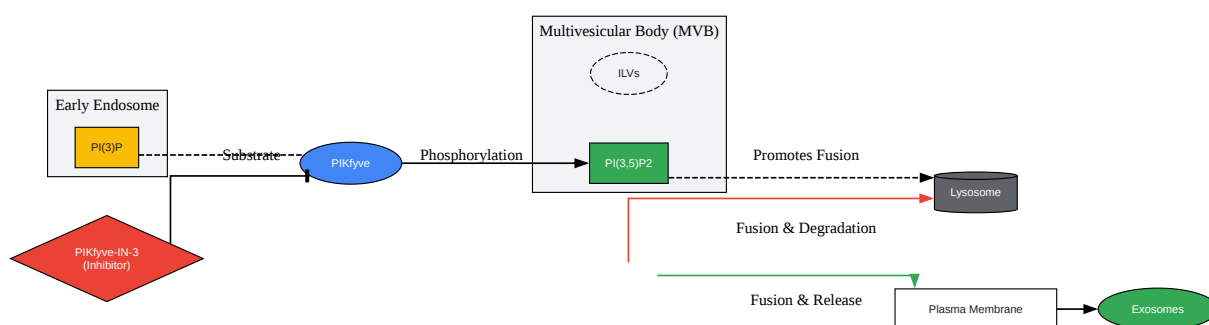 Multivesicular Body (MVB)
ILVs
Early Endosome
PI(3)P
Substrate
PIKfyve
Phosphorylation
PI(3,5)P2
Promotes Fusion
Lysosome
PIKfyve-IN-3
(Inhibitor)
Fusion & Degradation
Fusion & Release
Plasma Membrane
Exosomes